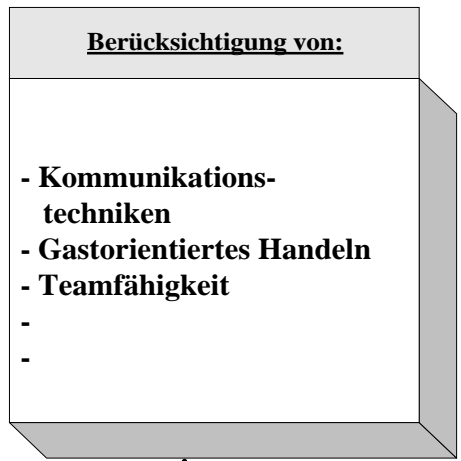 Berücksichtigung von:
- Kommunikations-
techniken
- Gastorientiertes Handeln
- Teamfähigkeit
-
-